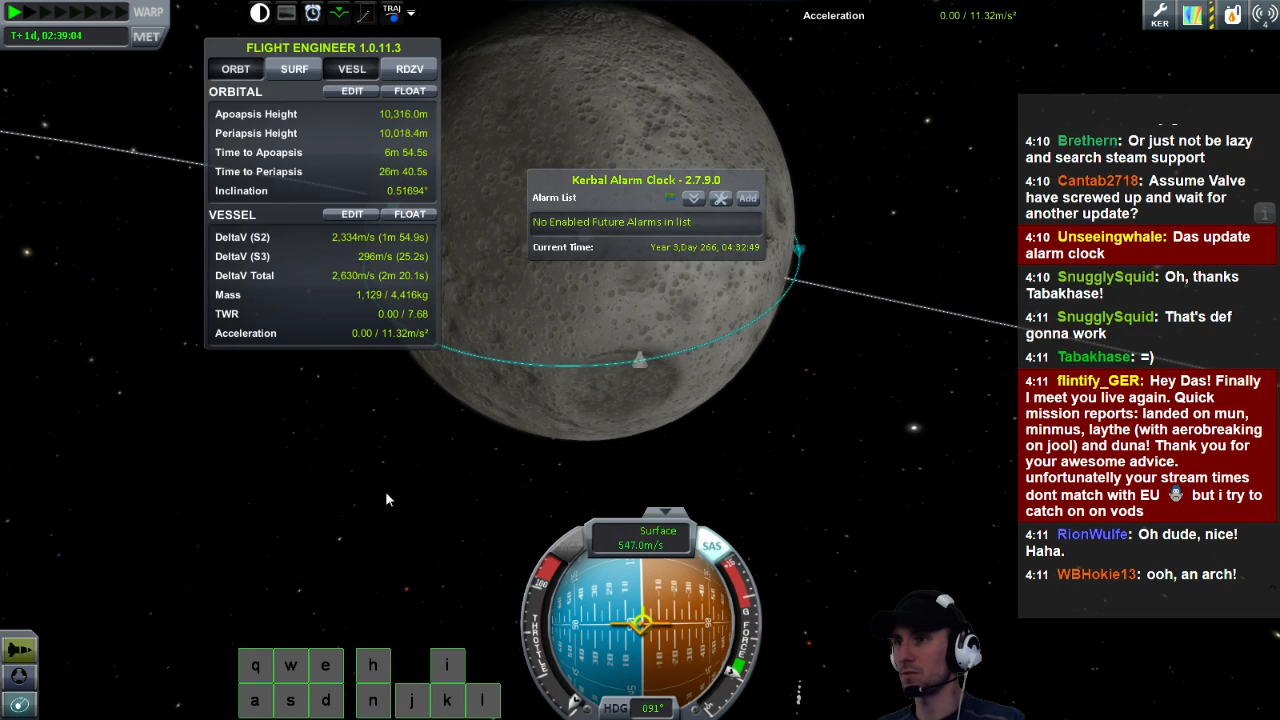 WARP
T+ 1d, 02:39:04
MET
TRAJ
Acceleration 0.00 / 11.32m/s²
KER
4
FLIGHT ENGINEER 1.0.11.3
ORBT SURF VESL RDZV
ORBITAL EDIT FLOAT
Apoapsis Height 10,316.0m
Periapsis Height 10,018.4m
Time to Apoapsis 6m 54.5s
Time to Periapsis 26m 40.5s
Inclination 0.51694°
VESSEL EDIT FLOAT
DeltaV (S2) 2,334m/s (1m 54.9s)
DeltaV (S3) 296m/s (25.2s)
DeltaV Total 2,630m/s (2m 20.1s)
Mass 1,129 / 4,416kg
TWR 0.00 / 7.68
Acceleration 0.00 / 11.32m/s²
Kerbal Alarm Clock - 2.7.9.0
Alarm List Add
No Enabled Future Alarms in list
Current Time: Year 3,Day 266, 04:32:49
4:10 Brethern: Or just not be lazy
and search steam support
4:10 Cantab2718: Assume Valve
have screwed up and wait for
another update?
4:10 Unseeingwhale: Das update
alarm clock
4:10 SnugglySquid: Oh, thanks
Tabakhase!
4:11 SnugglySquid: That's def
gonna work
4:11 Tabakhase: =)
4:11 flintify_GER: Hey Das! Finally
I meet you live again. Quick
mission reports: landed on mun,
minmus, laythe (with aerobreaking
on jool) and duna! Thank you for
your awesome advice.
unfortunatelly your stream times
dont match with EU but i try to
catch on on vods
4:11 RionWulfe: Oh dude, nice!
Haha.
4:11 WBHokie13: ooh, an arch!
Surface
547.0m/s
SAS
THROTTLE
G FORCE
HDG 091°
q w e h i
a s d n j k l